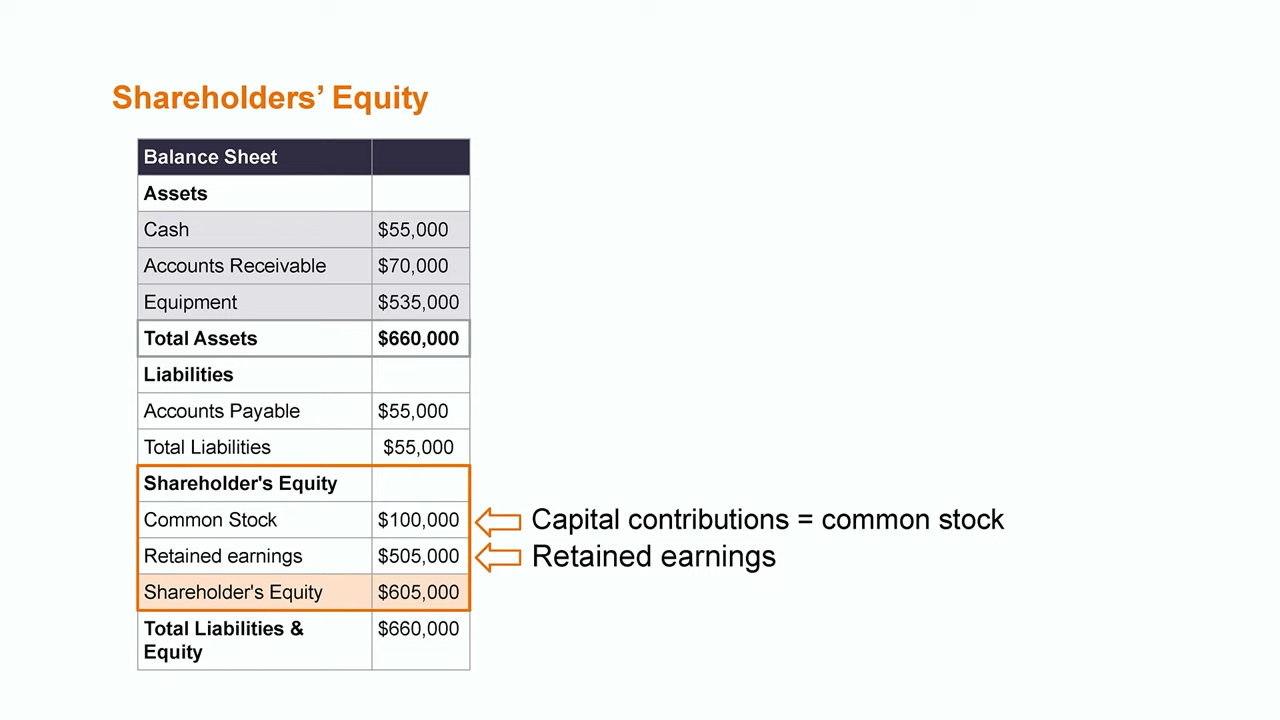 Shareholders’ Equity
Balance Sheet
Assets
Cash $55,000
Accounts Receivable $70,000
Equipment $535,000
Total Assets $660,000
Liabilities
Accounts Payable $55,000
Total Liabilities $55,000
Shareholder's Equity
Common Stock $100,000 Capital contributions = common stock
Retained earnings $505,000 Retained earnings
Shareholder's Equity $605,000
Total Liabilities & $660,000
Equity